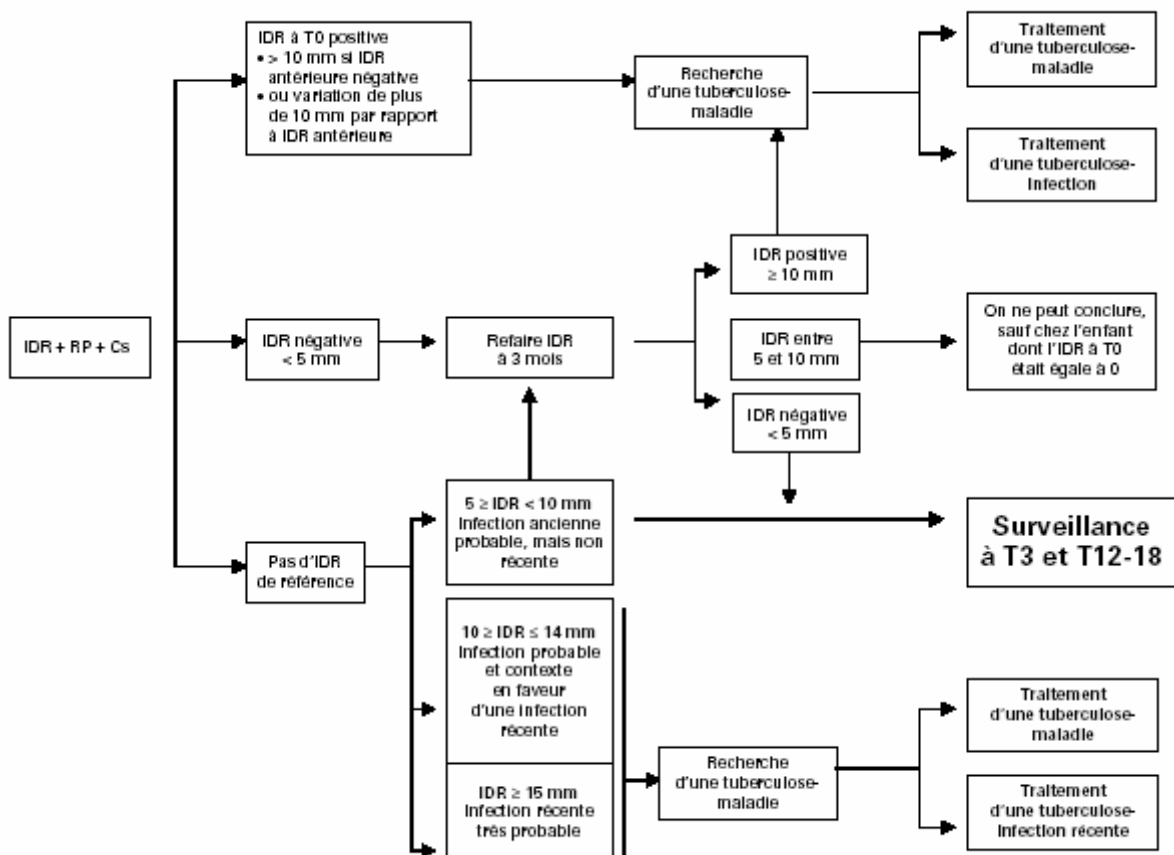 IDR à T0 positive
• > 10 mm si IDR
antérieure négative
• ou variation de plus
de 10 mm par rapport
à IDR antérieure
Recherche
d'une tuberculose-
maladie
Traitement
d'une tuberculose-
maladie
Traitement
d'une tuberculose-
infection
IDR + RP + Cs
IDR négative
< 5 mm
Refaire IDR
à 3 mois
IDR positive
≥ 10 mm
IDR entre
5 et 10 mm
IDR négative
< 5 mm
On ne peut conclure,
sauf chez l'enfant
dont l'IDR à T0
était égale à 0
Pas d'IDR
de référence
5 ≥ IDR < 10 mm
Infection ancienne
probable, mais non
récente
Surveillance
à T3 et T12-18
10 ≥ IDR ≤ 14 mm
Infection probable
et contexte
en faveur
d'une infection
récente
IDR ≥ 15 mm
Infection récente
très probable
Recherche
d'une tuberculose-
maladie
Traitement
d'une tuberculose-
maladie
Traitement
d'une tuberculose-
infection récente